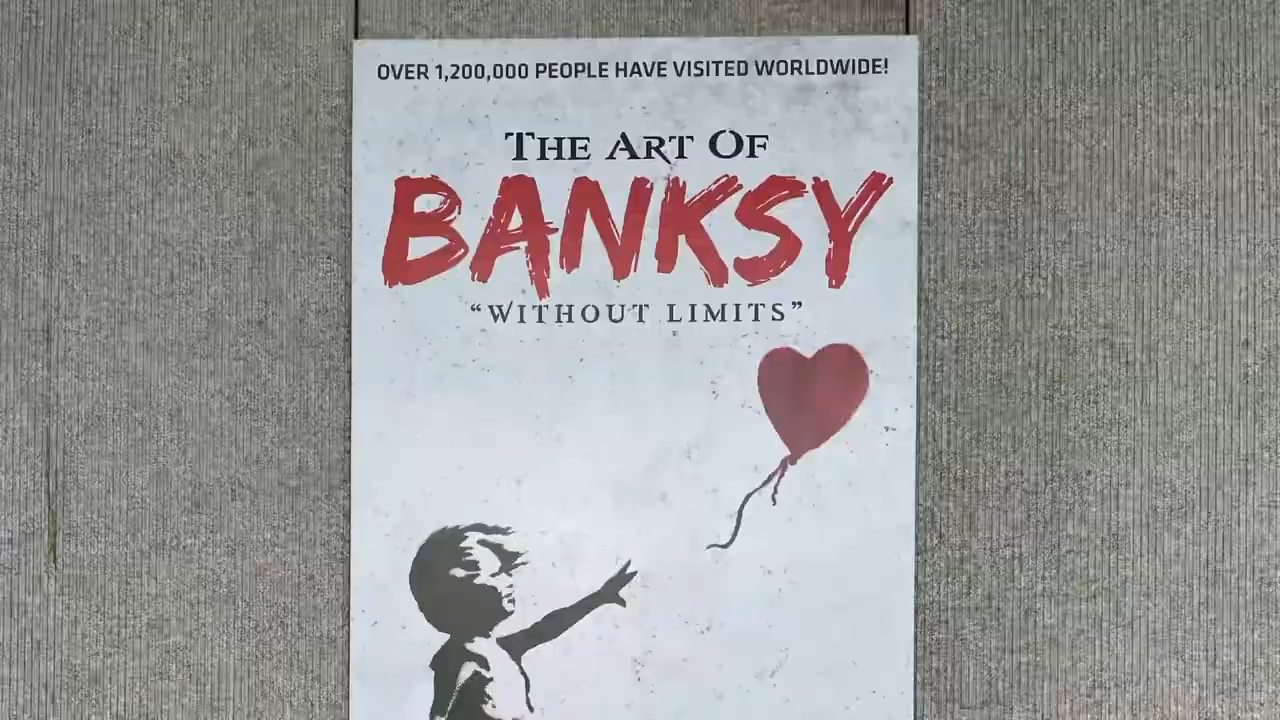 OVER 1,200,000 PEOPLE HAVE VISITED WORLDWIDE!
THE ART OF
BANKSY
“WITHOUT LIMITS”